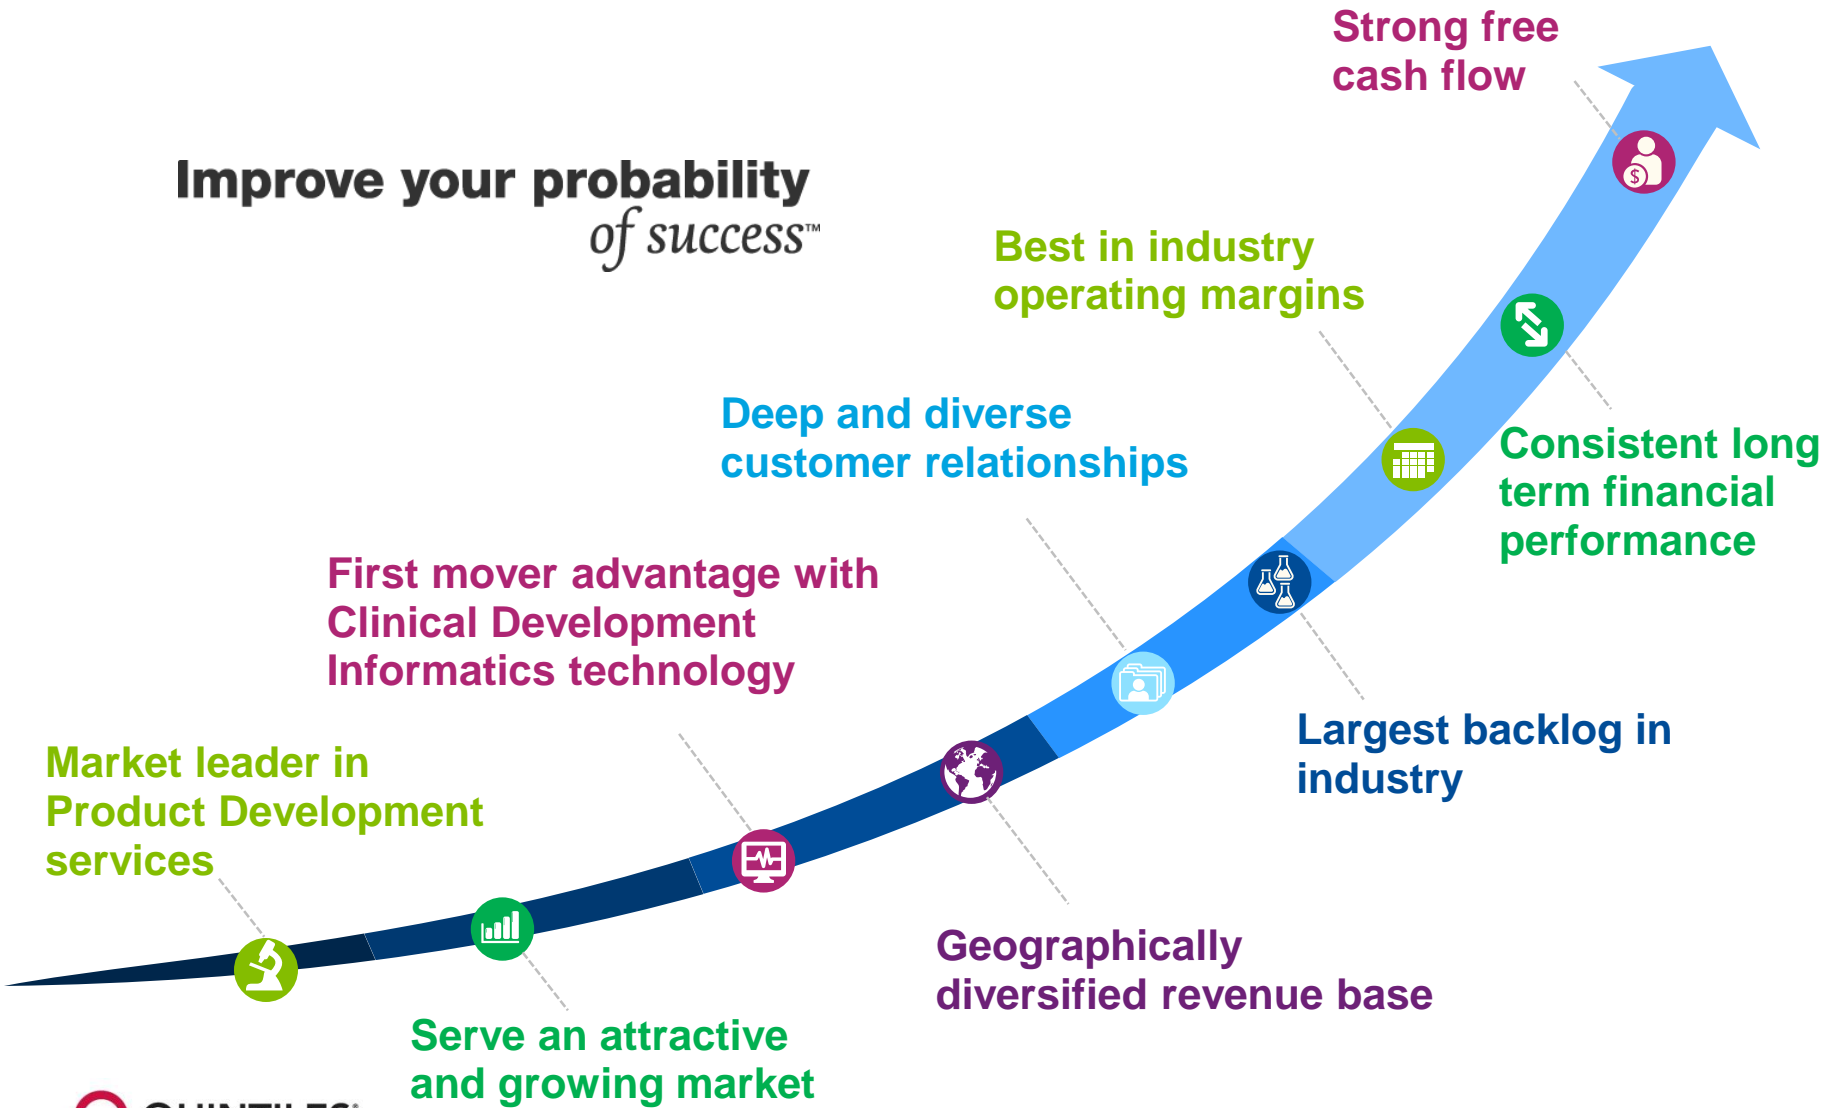 Strong free
cash flow
Improve your probability
of success™
Best in industry
operating margins
Deep and diverse
customer relationships
Consistent long
term financial
performance
First mover advantage with
Clinical Development
Informatics technology
Largest backlog in
industry
Market leader in
Product Development
services
Geographically
diversified revenue base
Serve an attractive
and growing market
QUINTILES®
$